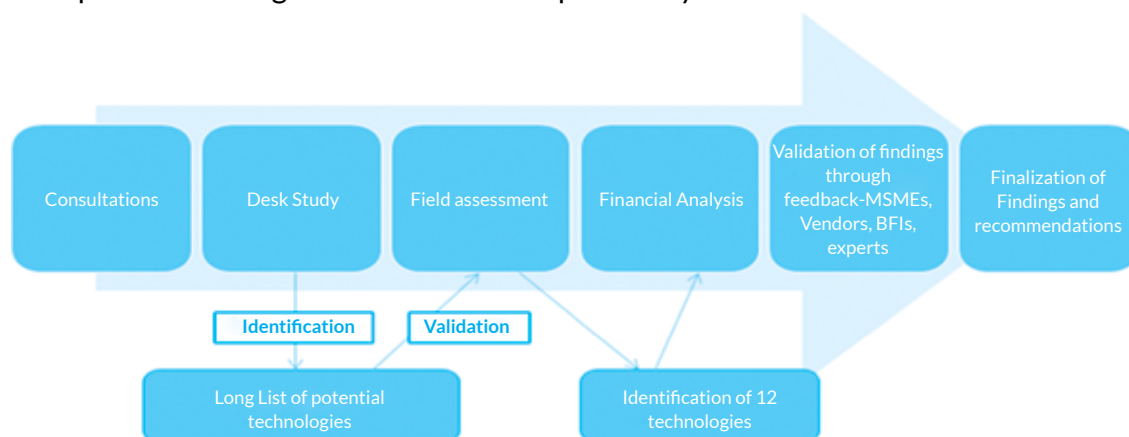 Consultations
Desk Study
Field assessment
Financial Analysis
Validation of findings
through
feedback-MSMEs,
Vendors, BFIs,
experts
Finalization of
Findings and
recommendations
Identification
Validation
Long List of potential
technologies
Identification of 12
technologies